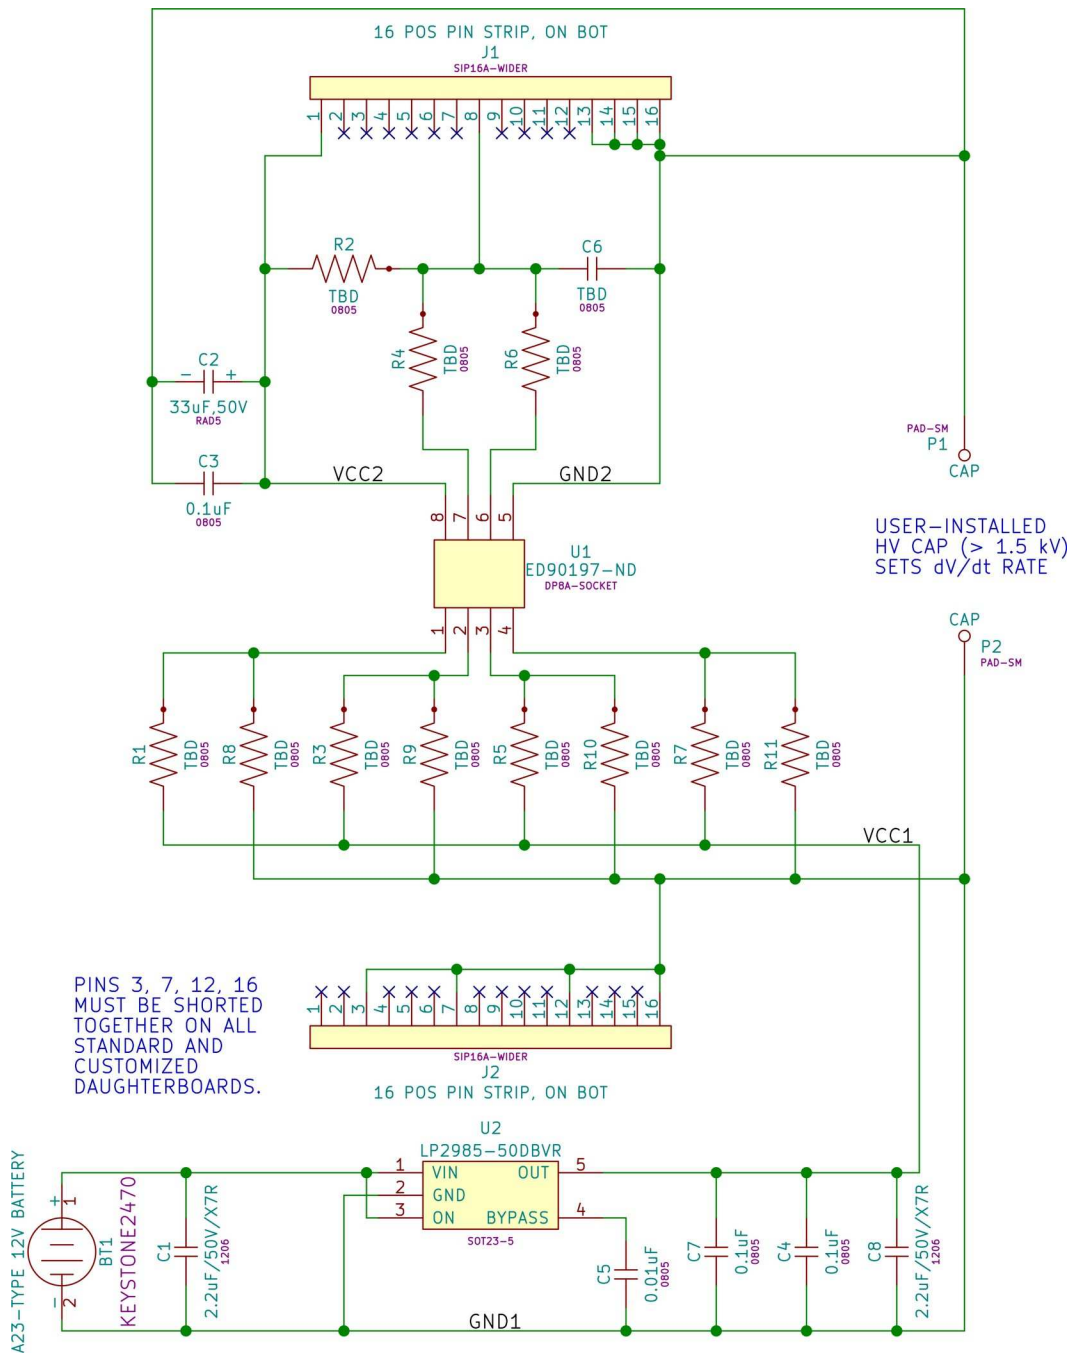 16 POS PIN STRIP, ON BOT
J1
SIP16A-WIDER
1 2 3 4 5 6 7 8 9 10 11 12 13 14 15 16
R2
TBD
0805
C6
TBD
0805
R4
TBD
0805
R6
TBD
0805
C2
- +
33uF,50V
RAD5
C3
0.1uF
0805
VCC2
GND2
8 7 6 5
U1
ED90197-ND
DP8A-SOCKET
1 2 3 4
PAD-SM
P1
CAP
USER-INSTALLED
HV CAP (> 1.5 kV)
SETS dV/dt RATE
CAP
P2
PAD-SM
R1
TBD
0805
R8
TBD
0805
R3
TBD
0805
R9
TBD
0805
R5
TBD
0805
R10
TBD
0805
R7
TBD
0805
R11
TBD
0805
VCC1
PINS 3, 7, 12, 16
MUST BE SHORTED
TOGETHER ON ALL
STANDARD AND
CUSTOMIZED
DAUGHTERBOARDS.
1 2 3 4 5 6 7 8 9 10 11 12 13 14 15 16
SIP16A-WIDER
J2
16 POS PIN STRIP, ON BOT
U2
LP2985-50DBVR
1 VIN OUT 5
2 GND
3 ON BYPASS 4
SOT23-5
A23-TYPE 12V BATTERY
+ 1
- 2
BT1
KEYSTONE2470
C1
2.2uF/50V/X7R
1206
C5
0.01uF
0805
C7
0.1uF
0805
C4
0.1uF
0805
C8
2.2uF/50V/X7R
1206
GND1